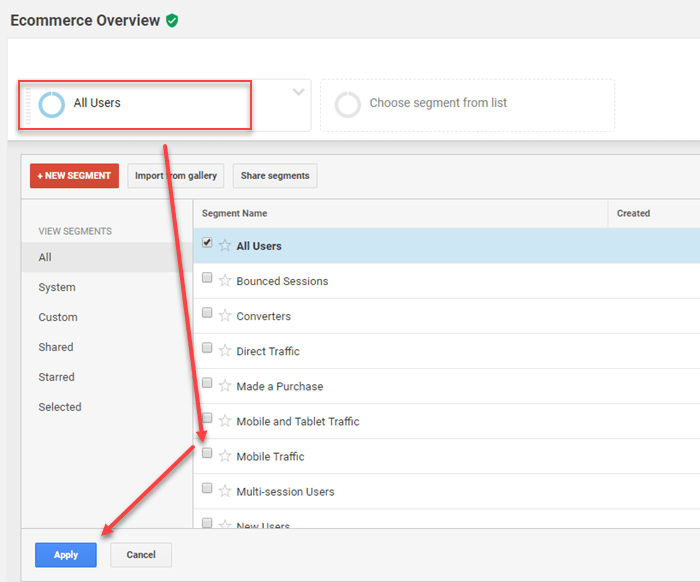 Ecommerce Overview
All Users
Choose segment from list
+ NEW SEGMENT
Import from gallery
Share segments
Segment Name
Created
VIEW SEGMENTS
All
System
Custom
Shared
Starred
Selected
All Users
Bounced Sessions
Converters
Direct Traffic
Made a Purchase
Mobile and Tablet Traffic
Mobile Traffic
Multi-session Users
New Users
Apply
Cancel